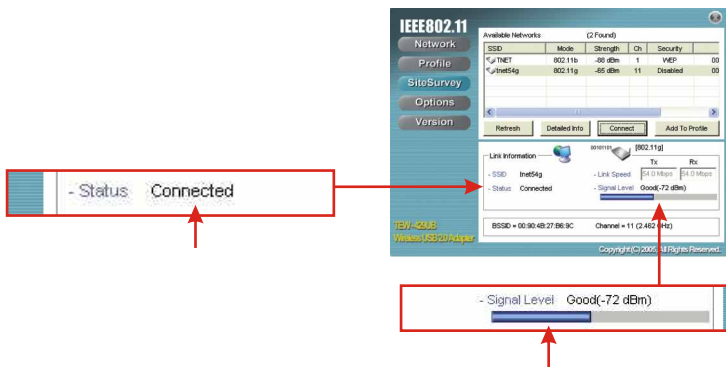 IEEE802.11
Network
Profile
SiteSurvey
Options
Version
Available Networks (2 Found)
SSID Mode Strength Ch Security
TNET 802.11b -88 dBm 1 WEP 00
tnet54g 802.11g -65 dBm 11 Disabled 00
Refresh Detailed Info Connect Add To Profile
Link Information [802.11g]
Tx Rx
- SSID tnet54g - Link Speed 54.0 Mbps 54.0 Mbps
- Status Connected - Signal Level Good(-72 dBm)
BSSID = 00:90:4B:27:B6:9C Channel = 11 (2.462 GHz)
Wireless USB 2.0 Adapter
Copyright (C) 2005, All Rights Reserved.
- Status Connected
- Signal Level Good(-72 dBm)